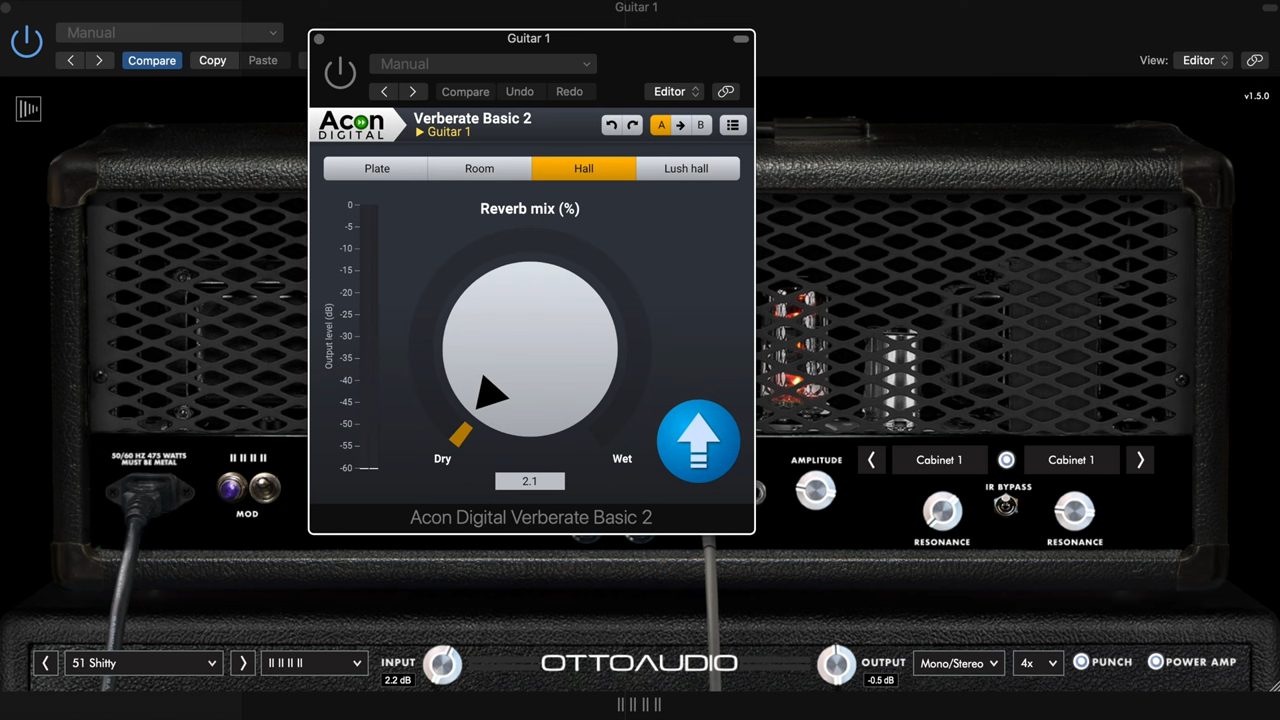 Guitar 1
Manual
Compare
Copy
Paste
View:
Editor
v1.5.0
Guitar 1
Manual
Compare
Undo
Redo
Editor
Acon
DIGITAL
Verberate Basic 2
Guitar 1
A
B
Plate
Room
Hall
Lush hall
Reverb mix (%)
Output level (dB)
0
-5
-10
-15
-20
-25
-30
-35
-40
-45
-50
-55
-60
Dry
Wet
2.1
Acon Digital Verberate Basic 2
50/60 HZ 475 WATTS
MUST BE METAL
MOD
AMPLITUDE
Cabinet 1
Cabinet 1
IR BYPASS
RESONANCE
RESONANCE
51 Shitty
INPUT
2.2 dB
OTTOAUDIO
OUTPUT
-0.5 dB
Mono/Stereo
4x
PUNCH
POWER AMP